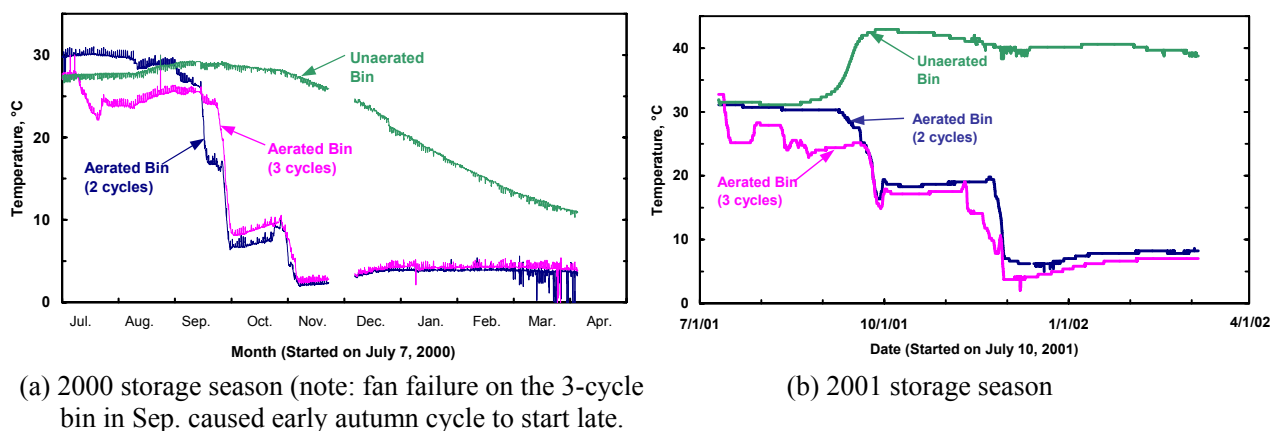 Temperature, °C
30
20
10
0
Unaerated
Bin
Aerated Bin
(3 cycles)
Aerated Bin
(2 cycles)
Jul. Aug. Sep. Oct. Nov. Dec. Jan. Feb. Mar. Apr.
Month (Started on July 7, 2000)
(a) 2000 storage season (note: fan failure on the 3-cycle
bin in Sep. caused early autumn cycle to start late.
Temperature, °C
40
30
20
10
0
Unaerated
Bin
Aerated Bin
(2 cycles)
Aerated Bin
(3 cycles)
7/1/01 10/1/01 1/1/02 4/1/02
Date (Started on July 10, 2001)
(b) 2001 storage season